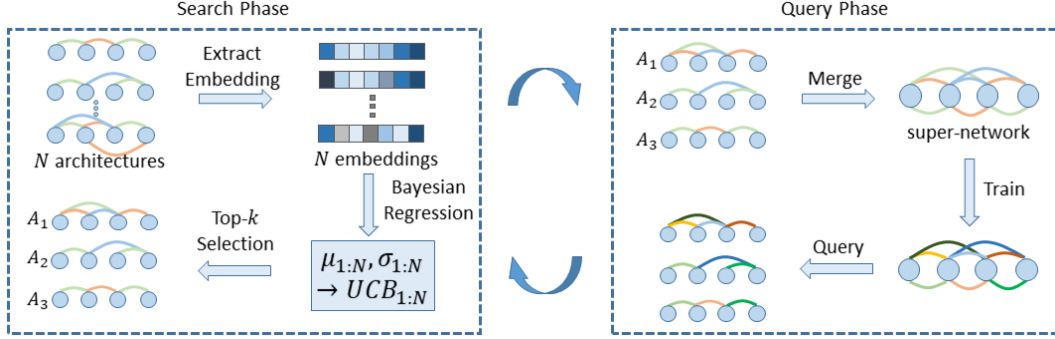 Search Phase
Extract
Embedding
N architectures
N embeddings
Bayesian
Regression
A₁
A₂
A₃
Top-k
Selection
μ₁:N, σ₁:N
→ UCB₁:N
Query Phase
A₁
A₂
A₃
Merge
super-network
Train
Query